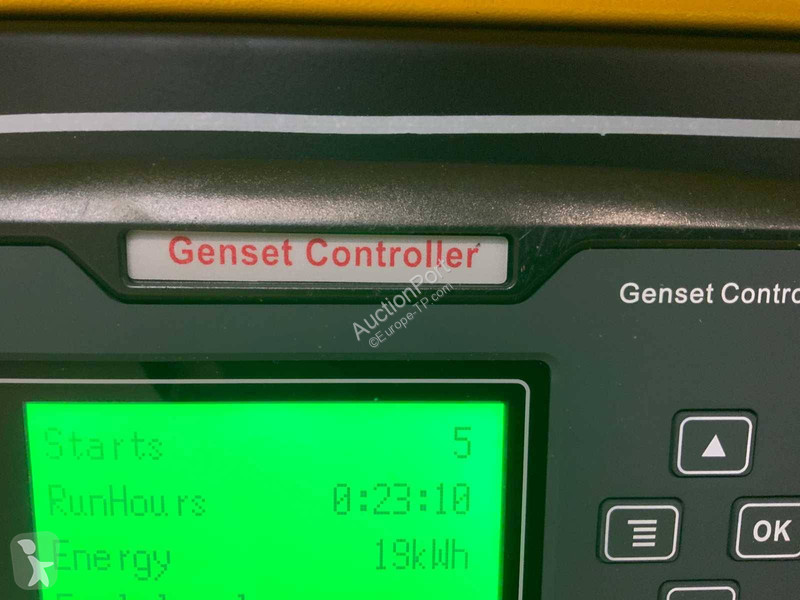 Genset Controller
Genset Contro
AuctionPort
©Europe-TP.com
Starts 5
RunHours 0:23:10
Energy 19kWh
OK